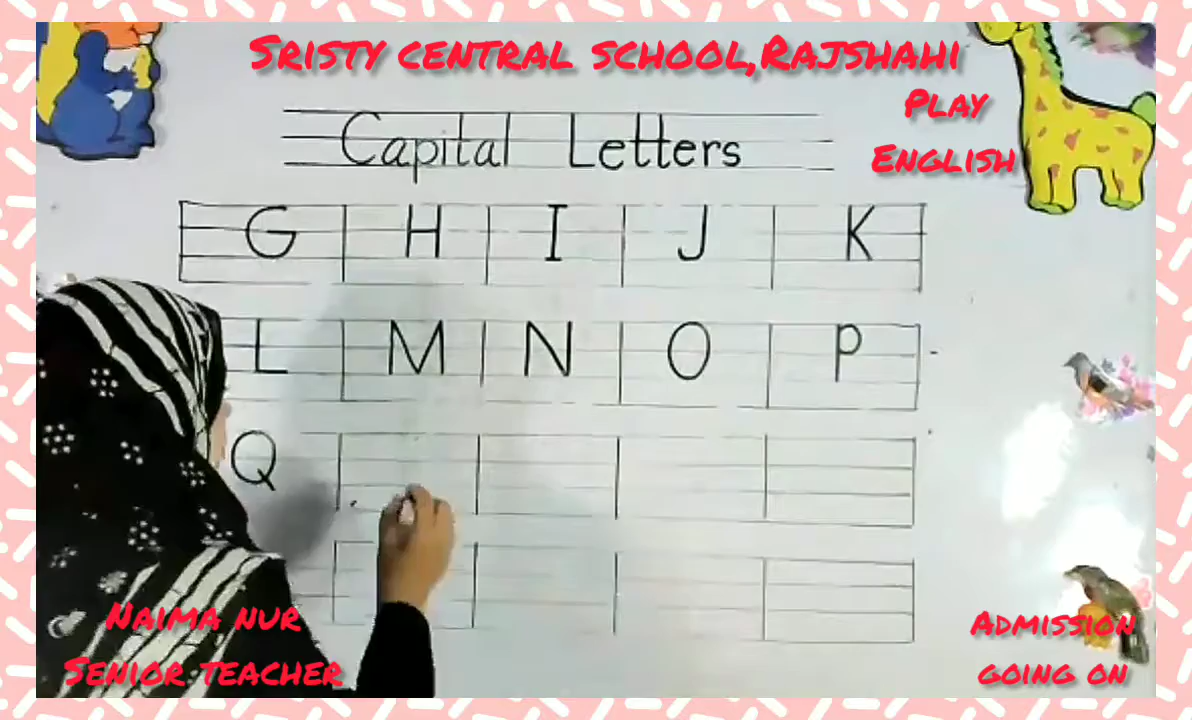 Sristy central school,Rajshahi
Play
English
Capital Letters
G H I J K
L M N O P
Q
Naima nur
Senior teacher
Admission
going on